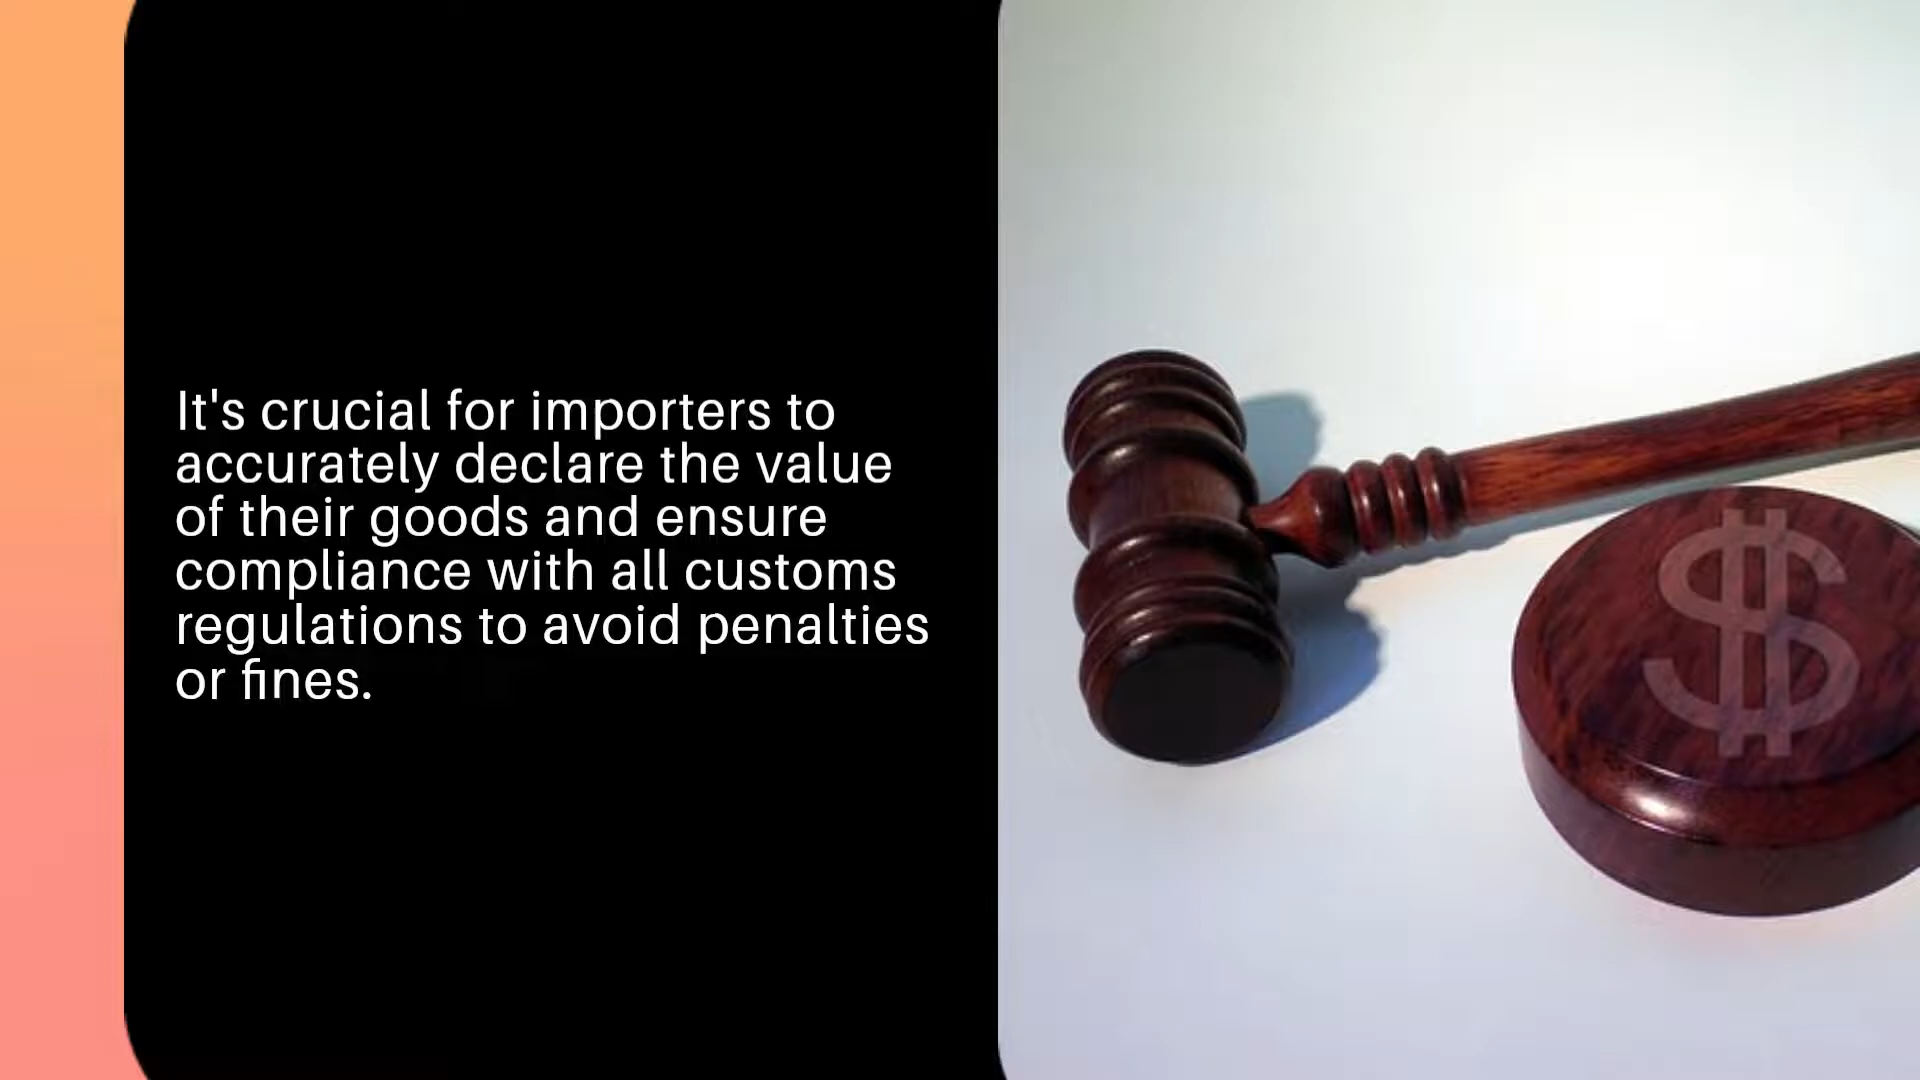 It's crucial for importers to
accurately declare the value
of their goods and ensure
compliance with all customs
regulations to avoid penalties
or fines.
$